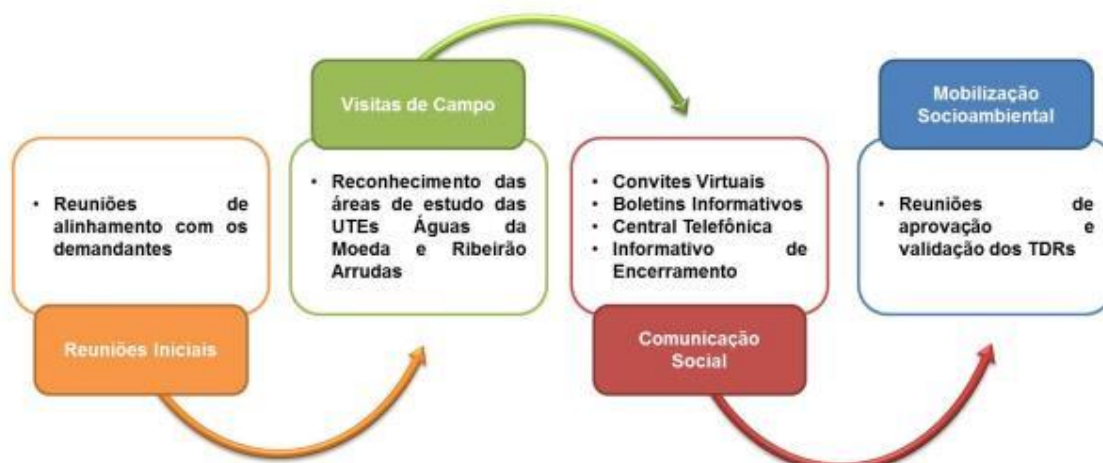 Reuniões Iniciais
• Reuniões de
alinhamento com os
demandantes
Visitas de Campo
• Reconhecimento das
áreas de estudo das
UTEs Águas da
Moeda e Ribeirão
Arrudas
• Convites Virtuais
• Boletins Informativos
• Central Telefônica
• Informativo de
Encerramento
Comunicação
Social
Mobilização
Socioambiental
• Reuniões de
aprovação e
validação dos TDRs